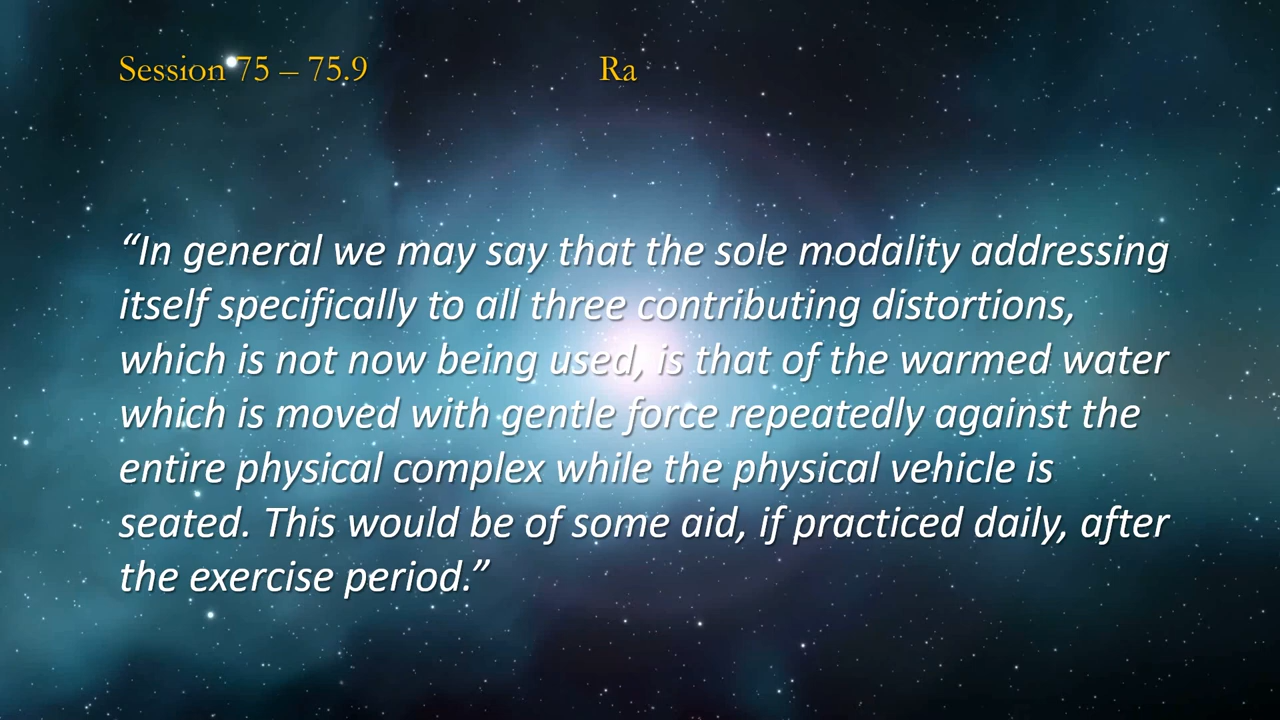 Session 75 – 75.9 Ra
“In general we may say that the sole modality addressing
itself specifically to all three contributing distortions,
which is not now being used, is that of the warmed water
which is moved with gentle force repeatedly against the
entire physical complex while the physical vehicle is
seated. This would be of some aid, if practiced daily, after
the exercise period.”